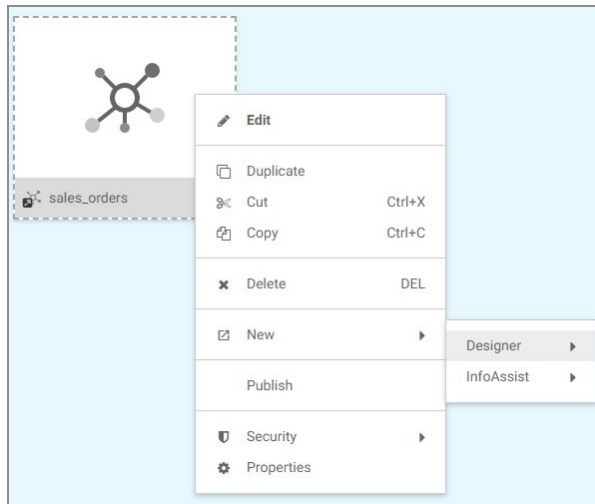 Edit
Duplicate
sales_orders
Cut Ctrl+X
Copy Ctrl+C
Delete DEL
New
Designer
InfoAssist
Publish
Security
Properties